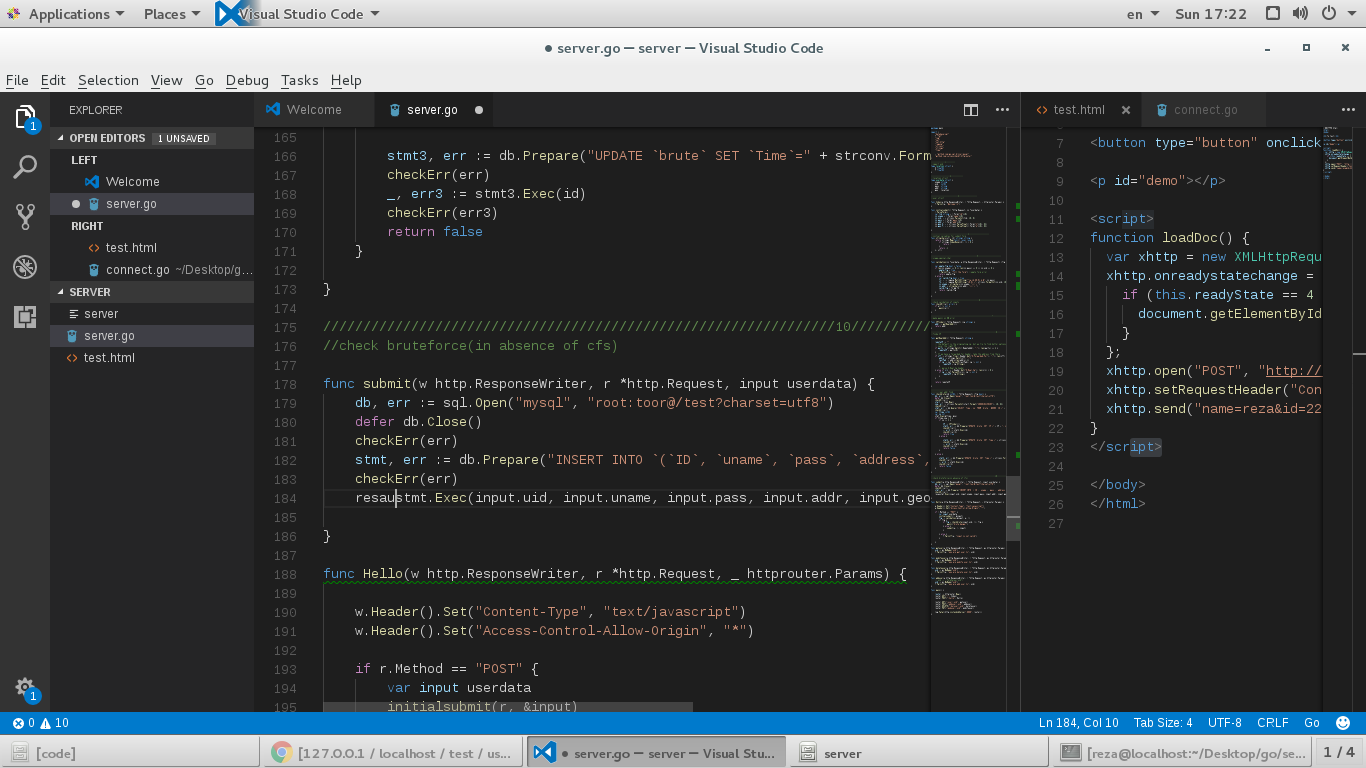 Applications Places Visual Studio Code en Sun 17:22
● server.go — server — Visual Studio Code
File Edit Selection View Go Debug Tasks Help
EXPLORER
OPEN EDITORS 1 UNSAVED
LEFT
Welcome
server.go
RIGHT
test.html
connect.go ~/Desktop/g...
SERVER
server
server.go
test.html
1
1
Welcome server.go
165
166 stmt3, err := db.Prepare("UPDATE `brute` SET `Time`=" + strconv.Form
167 checkErr(err)
168 _, err3 := stmt3.Exec(id)
169 checkErr(err3)
170 return false
171 }
172
173 }
174
175 ////////////////////////////////////////////////////////////////10//////////
176 //check bruteforce(in absence of cfs)
177
178 func submit(w http.ResponseWriter, r *http.Request, input userdata) {
179 db, err := sql.Open("mysql", "root:toor@/test?charset=utf8")
180 defer db.Close()
181 checkErr(err)
182 stmt, err := db.Prepare("INSERT INTO `(`ID`, `uname`, `pass`, `address`,
183 checkErr(err)
184 resaustmt.Exec(input.uid, input.uname, input.pass, input.addr, input.geo
185
186 }
187
188 func Hello(w http.ResponseWriter, r *http.Request, _ httprouter.Params) {
189
190 w.Header().Set("Content-Type", "text/javascript")
191 w.Header().Set("Access-Control-Allow-Origin", "*")
192
193 if r.Method == "POST" {
194 var input userdata
195 initialsubmit(r, &input)
test.html connect.go
7 <button type="button" onclick
8
9 <p id="demo"></p>
10
11 <script>
12 function loadDoc() {
13 var xhttp = new XMLHttpRequ
14 xhttp.onreadystatechange =
15 if (this.readyState == 4
16 document.getElementById
17 }
18 };
19 xhttp.open("POST", "http://
20 xhttp.setRequestHeader("Con
21 xhttp.send("name=reza&id=22
22 }
23 </script>
24
25 </body>
26 </html>
27
0 10 Ln 184, Col 10 Tab Size: 4 UTF-8 CRLF Go
[code] [127.0.0.1 / localhost / test / us... ● server.go — server — Visual Stu... server [reza@localhost:~/Desktop/go/se... 1 / 4